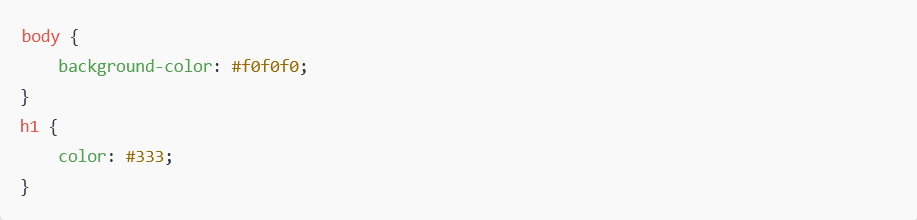 body {
    background-color: #f0f0f0;
}
h1 {
    color: #333;
}